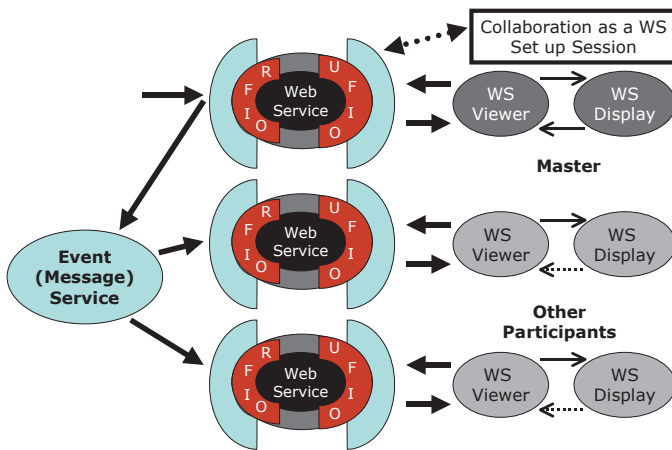 Collaboration as a WS
Set up Session
R
F
I
O
Web
Service
U
F
I
O
WS
Viewer
WS
Display
Master
R
F
I
O
Web
Service
U
F
I
O
WS
Viewer
WS
Display
Event
(Message)
Service
Other
Participants
R
F
I
O
Web
Service
U
F
I
O
WS
Viewer
WS
Display